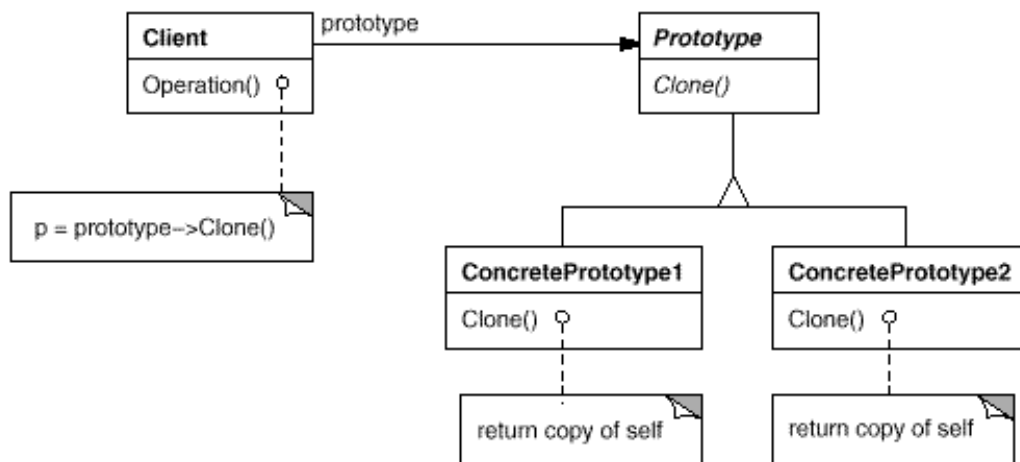 Client
prototype
Prototype
Operation()
Clone()
p = prototype–>Clone()
ConcretePrototype1
ConcretePrototype2
Clone()
Clone()
return copy of self
return copy of self